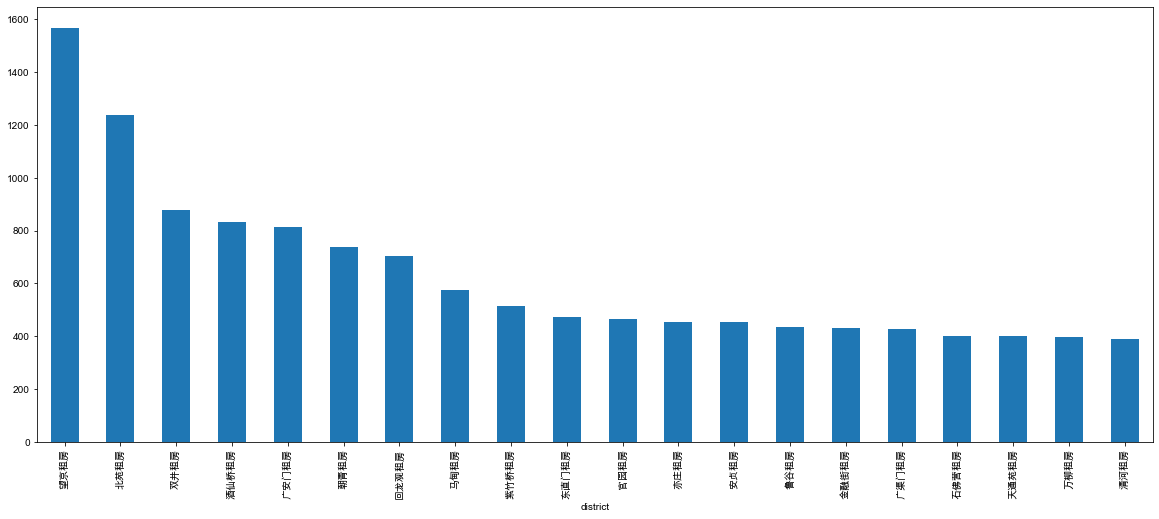 1600
1400
1200
1000
800
600
400
200
0
望京租房
北苑租房
双井租房
酒仙桥租房
广安门租房
朝青租房
回龙观租房
马甸租房
紫竹桥租房
东直门租房
官园租房
亦庄租房
安贞租房
鲁谷租房
金融街租房
广渠门租房
石佛营租房
天通苑租房
万柳租房
清河租房
district